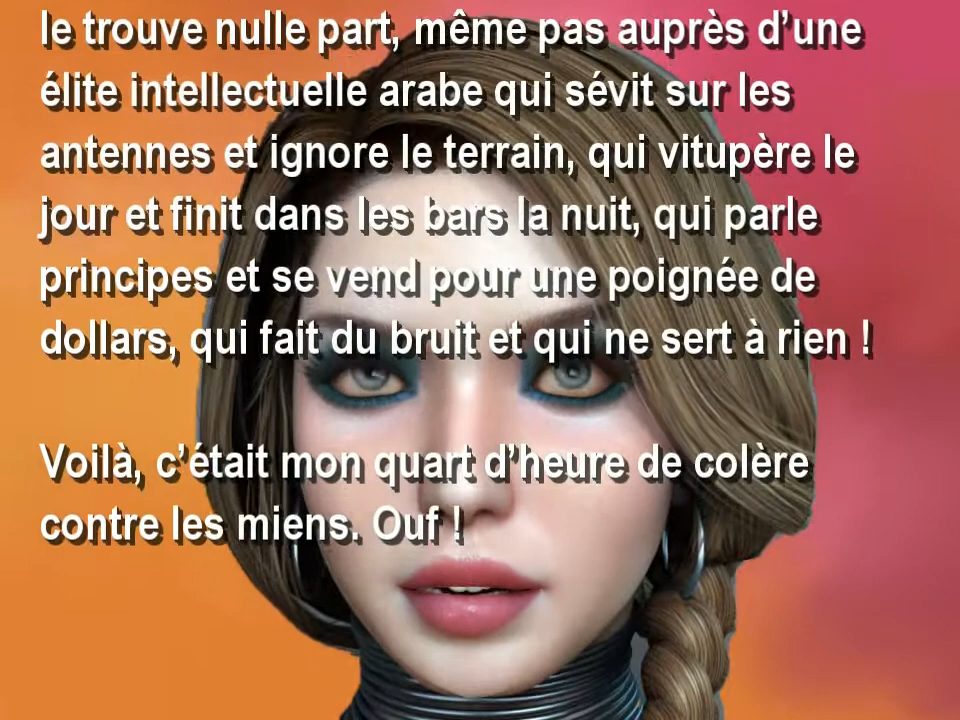 le trouve nulle part, même pas auprès d’une
élite intellectuelle arabe qui sévit sur les
antennes et ignore le terrain, qui vitupère le
jour et finit dans les bars la nuit, qui parle
principes et se vend pour une poignée de
dollars, qui fait du bruit et qui ne sert à rien !
Voilà, c’était mon quart d’heure de colère
contre les miens. Ouf !